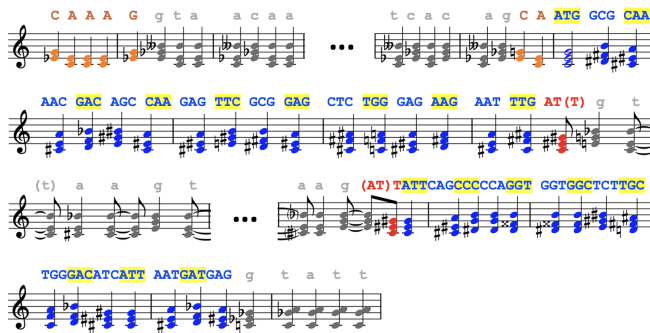 C A A A G g t a a c a a ... t c a c a g C A ATG GCG CAA
AAC GAC AGC CAA GAG TTC GCG GAG CTC TGG GAG AAG AAT TTG AT(T) g t
(t) a a g t ... a a g (AT)TATTCAGCCCCCAGGT GGTGGCTCTTGC
TGGGACATCATT AATGATGAG g t a t t